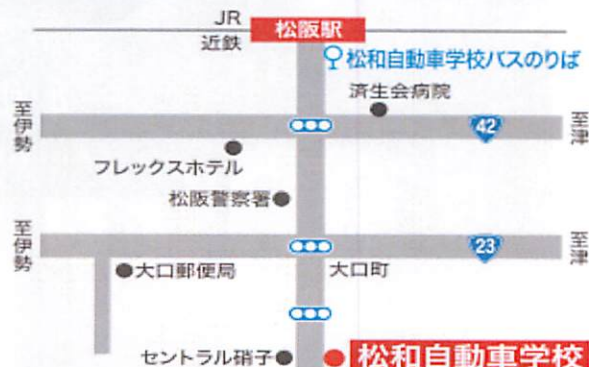 JR
松阪駅
近鉄
松和自動車学校バスのりば
済生会病院
至伊勢
42
至津
フレックスホテル
松阪警察署
至伊勢
23
至津
大口郵便局
大口町
セントラル硝子
松和自動車学校